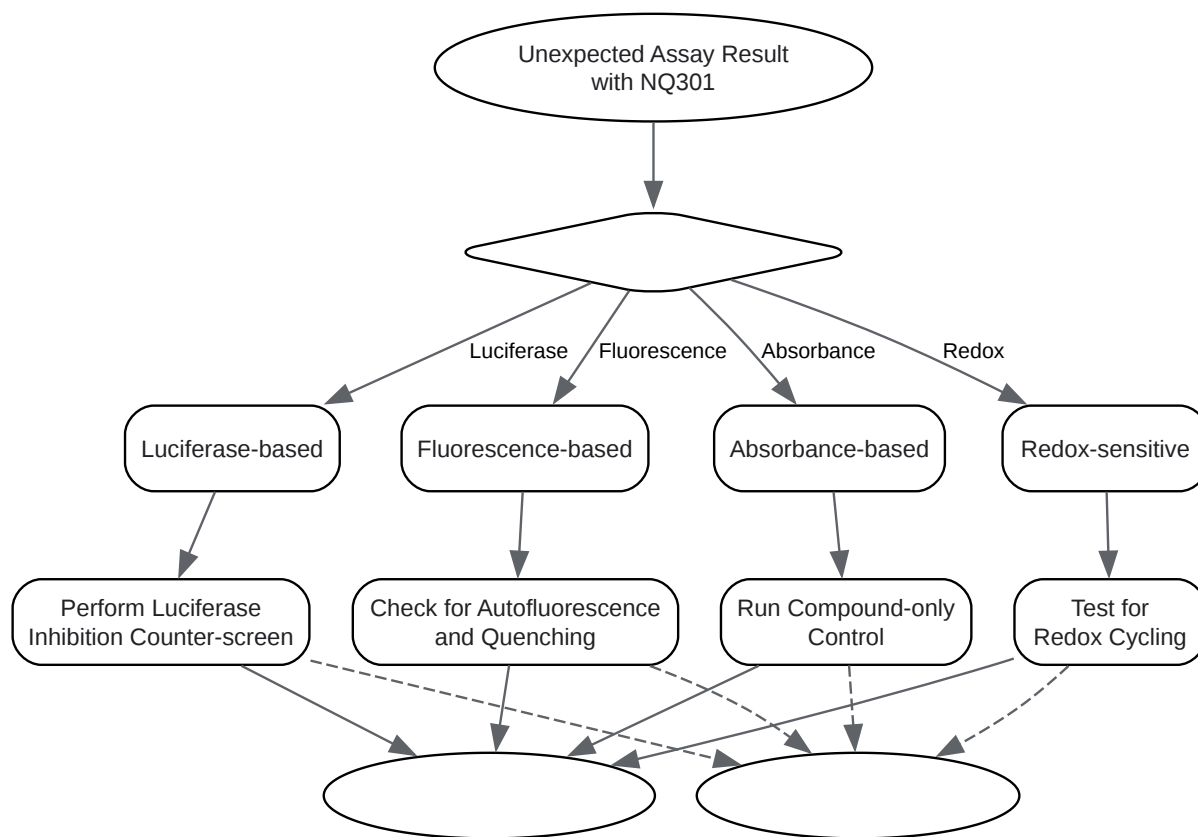 Unexpected Assay Result
with NQ301
Luciferase
Fluorescence
Absorbance
Redox
Luciferase-based
Fluorescence-based
Absorbance-based
Redox-sensitive
Perform Luciferase
Inhibition Counter-screen
Check for Autofluorescence
and Quenching
Run Compound-only
Control
Test for
Redox Cycling